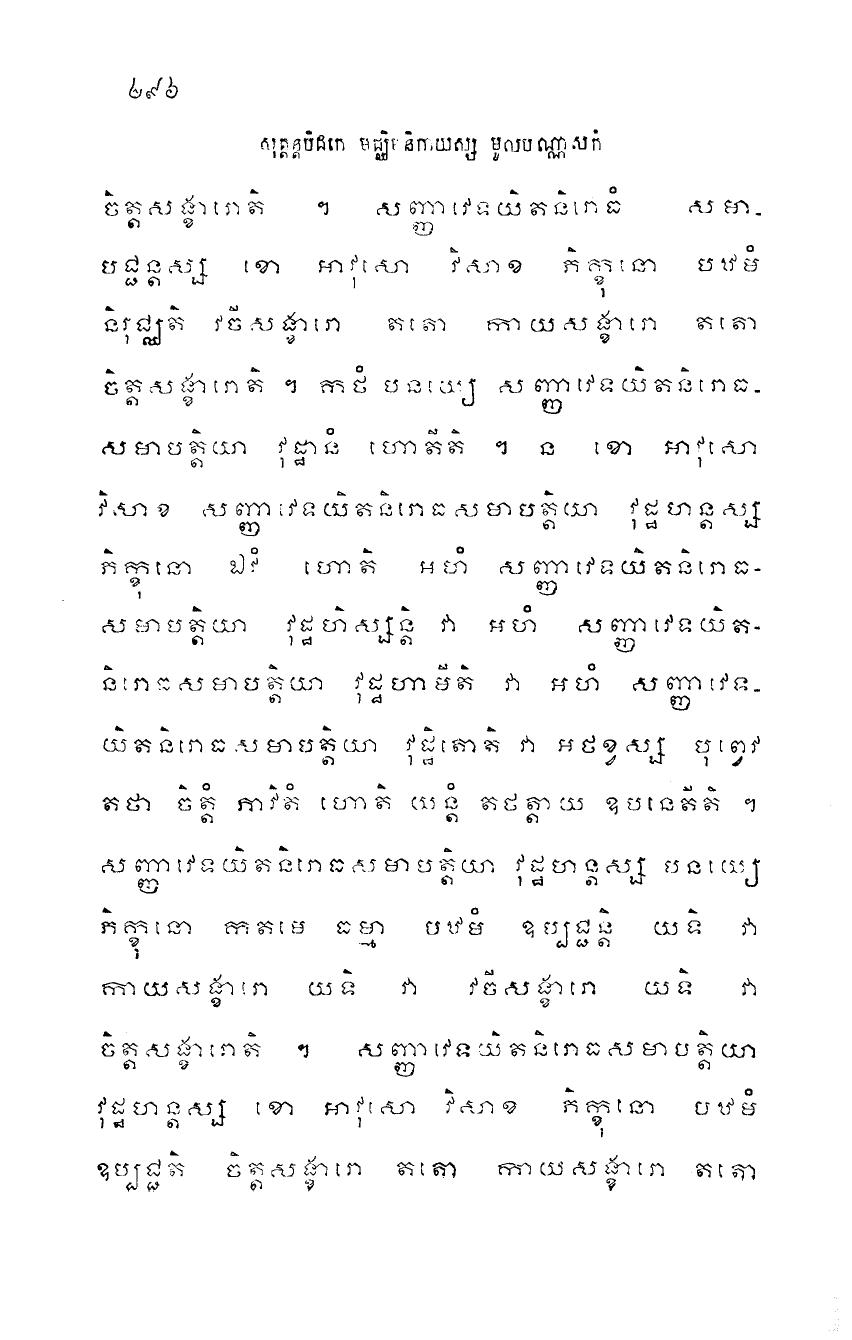 ៤៩៦
សុត្តន្តបិដកេ មជ្ឈិមនិកាយស្ស មូលបណ្ណាសកំ
ចិត្តសង្ខារោតិ ។ សញ្ញាវេទយិតនិរោធំ សមា-
បជ្ជន្តស្ស ខោ អាវុសោ វិសាខ ភិក្ខុនោ បឋមំ
និរុជ្ឈតិ វចីសង្ខារោ តតោ កាយសង្ខារោ តតោ
ចិត្តសង្ខារោតិ ។ កថំ បនយ្យេ សញ្ញាវេទយិតនិរោធ-
សមាបត្តិយា វុដ្ឋានំ ហោតីតិ ។ ន ខោ អាវុសោ
វិសាខ សញ្ញាវេទយិតនិរោធសមាបត្តិយា វុដ្ឋហន្តស្ស
ភិក្ខុនោ ឯវំ ហោតិ អហំ សញ្ញាវេទយិតនិរោធ-
សមាបត្តិយា វុដ្ឋហិស្សន្តិ វា អហំ សញ្ញាវេទយិត-
និរោធសមាបត្តិយា វុដ្ឋហាមីតិ វា អហំ សញ្ញាវេទ-
យិតនិរោធសមាបត្តិយា វុដ្ឋិតោតិ វា អថខ្វស្ស បុព្វេវ
តថា ចិត្តំ ភាវិតំ ហោតិ យន្តំ តថត្តាយ ឧបនេតីតិ ។
សញ្ញាវេទយិតនិរោធសមាបត្តិយា វុដ្ឋហន្តស្ស បនយ្យេ
ភិក្ខុនោ កតមេ ធម្មា បឋមំ ឧប្បជ្ជន្តិ យទិ វា
កាយសង្ខារោ យទិ វា វចីសង្ខារោ យទិ វា
ចិត្តសង្ខារោតិ ។ សញ្ញាវេទយិតនិរោធសមាបត្តិយា
វុដ្ឋហន្តស្ស ខោ អាវុសោ វិសាខ ភិក្ខុនោ បឋមំ
ឧប្បជ្ជតិ ចិត្តសង្ខារោ តតោ កាយសង្ខារោ តតោ